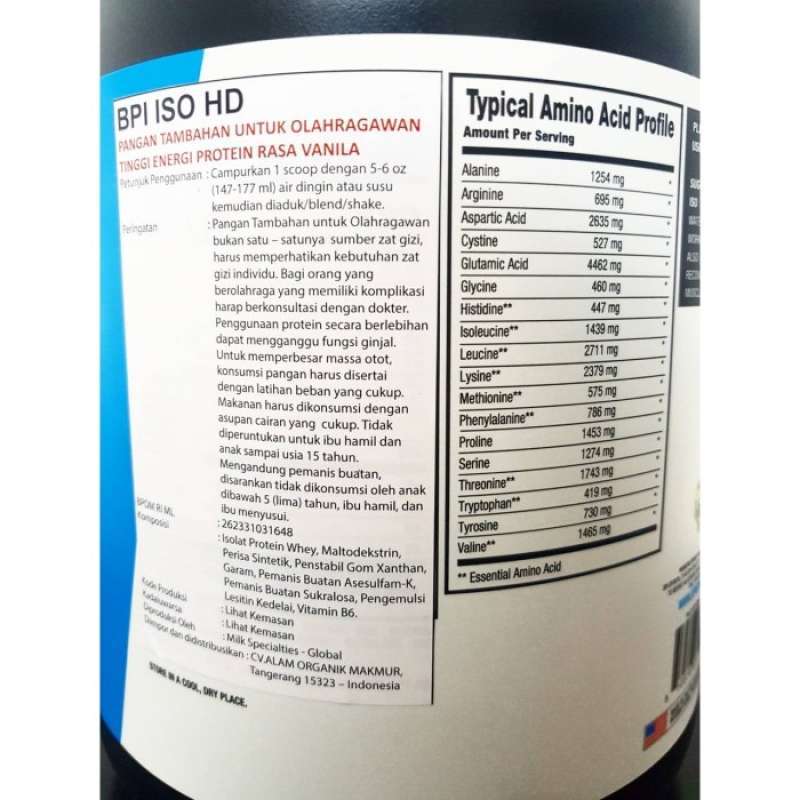 BPI ISO HD
PANGAN TAMBAHAN UNTUK OLAHRAGAWAN
TINGGI ENERGI PROTEIN RASA VANILA
Petunjuk Penggunaan : Campurkan 1 scoop dengan 5-6 oz
(147-177 ml) air dingin atau susu
kemudian diaduk/blend/shake.
Peringatan : Pangan Tambahan untuk Olahragawan
bukan satu – satunya sumber zat gizi,
harus memperhatikan kebutuhan zat
gizi individu. Bagi orang yang
berolahraga yang memiliki komplikasi
harap berkonsultasi dengan dokter.
Penggunaan protein secara berlebihan
dapat mengganggu fungsi ginjal.
Untuk memperbesar massa otot,
konsumsi pangan harus disertai
dengan latihan beban yang cukup.
Makanan harus dikonsumsi dengan
asupan cairan yang cukup. Tidak
diperuntukan untuk ibu hamil dan
anak sampai usia 15 tahun.
Mengandung pemanis buatan,
disarankan tidak dikonsumsi oleh anak
dibawah 5 (lima) tahun, ibu hamil, dan
ibu menyusui.
BPOM RI ML : 262331031648
Komposisi : Isolat Protein Whey, Maltodekstrin,
Perisa Sintetik, Penstabil Gom Xanthan,
Garam, Pemanis Buatan Asesulfam-K,
Pemanis Buatan Sukralosa, Pengemulsi
Lesitin Kedelai, Vitamin B6.
Kode Produksi : Lihat Kemasan
Kadaluwarsa : Lihat Kemasan
Diproduksi Oleh : Milk Specialties - Global
Diimpor dan didistribusikan : CV.ALAM ORGANIK MAKMUR,
Tangerang 15323 – Indonesia
STORE IN A COOL, DRY PLACE.
Typical Amino Acid Profile
Amount Per Serving
Alanine 1254 mg *
Arginine 695 mg *
Aspartic Acid 2635 mg *
Cystine 527 mg *
Glutamic Acid 4462 mg *
Glycine 460 mg *
Histidine** 447 mg *
Isoleucine** 1439 mg *
Leucine** 2711 mg *
Lysine** 2379 mg *
Methionine** 575 mg *
Phenylalanine** 786 mg *
Proline 1453 mg *
Serine 1274 mg *
Threonine** 1743 mg *
Tryptophan** 419 mg *
Tyrosine 730 mg *
Valine** 1465 mg *
** Essential Amino Acid